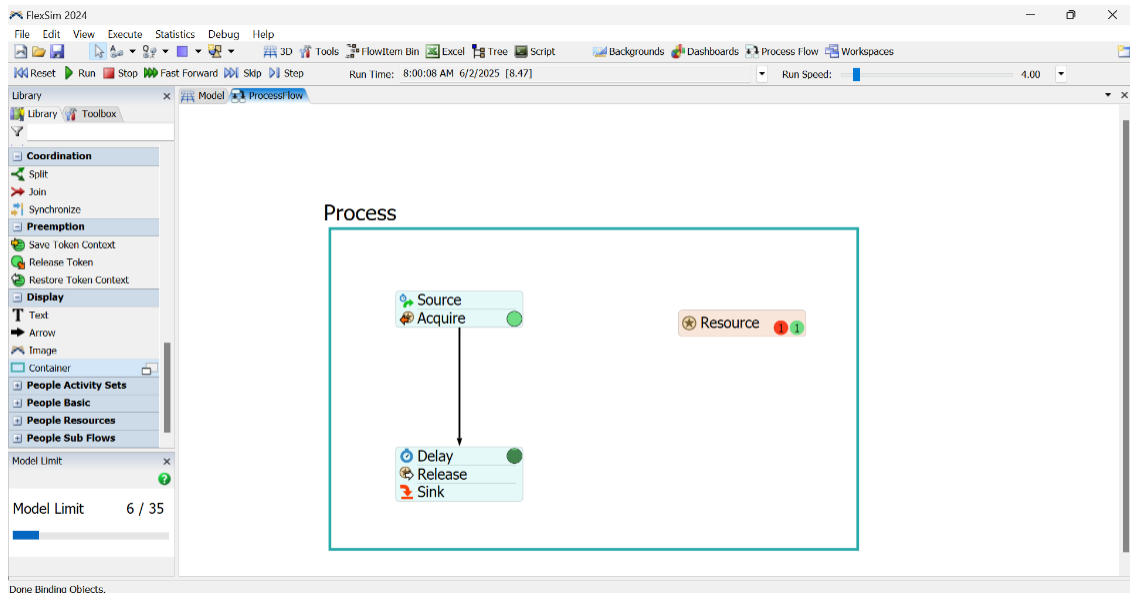 FlexSim 2024
File Edit View Execute Statistics Debug Help
3D Tools FlowItem Bin Excel Tree Script Backgrounds Dashboards Process Flow Workspaces
Reset Run Stop Fast Forward Skip Step Run Time: 8:00:08 AM 6/2/2025 [8.47] Run Speed: 4.00
Library
Model ProcessFlow
Library Toolbox
Coordination
Split
Join
Synchronize
Preemption
Save Token Context
Release Token
Restore Token Context
Display
Text
Arrow
Image
Container
People Activity Sets
People Basic
People Resources
People Sub Flows
Model Limit
Model Limit 6 / 35
Done Binding Objects.
Process
Source
Acquire
Resource 1 1
Delay
Release
Sink